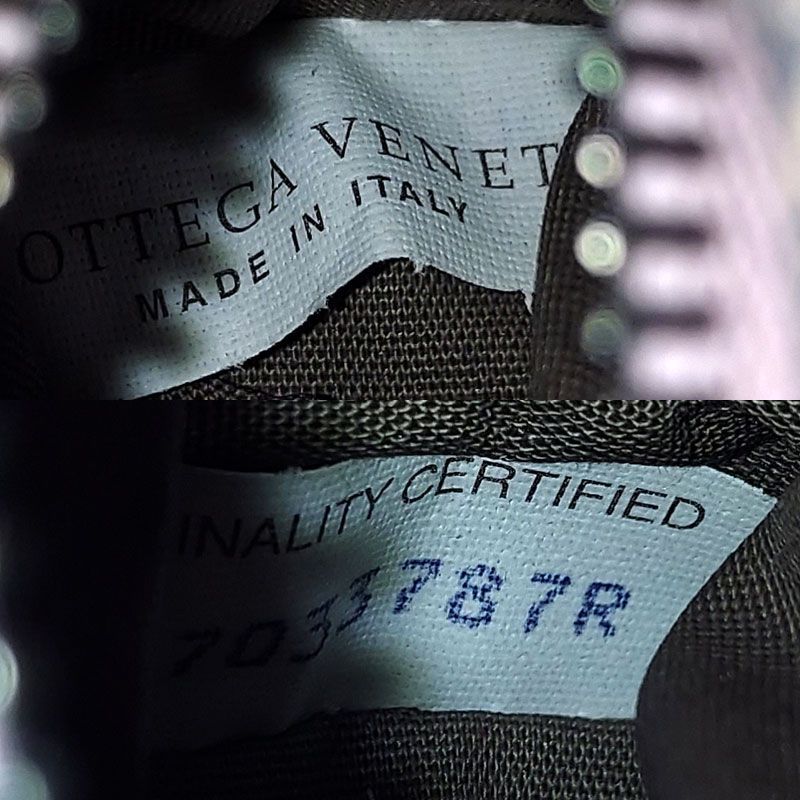 OTTEGA VENET
MADE IN ITALY
INALITY CERTIFIED
7033787R